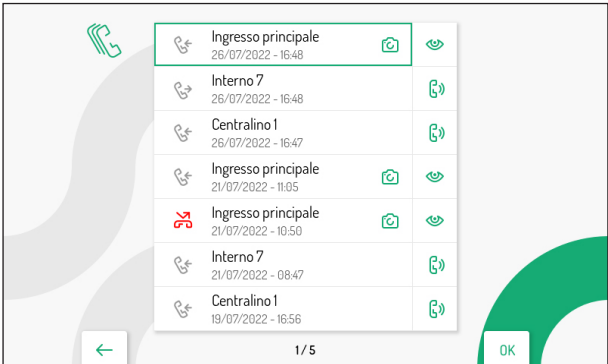 Ingresso principale
26/07/2022 - 16:48
Interno 7
26/07/2022 - 16:48
Centralino 1
26/07/2022 - 16:47
Ingresso principale
21/07/2022 - 11:05
Ingresso principale
21/07/2022 - 10:50
Interno 7
21/07/2022 - 08:47
Centralino 1
19/07/2022 - 16:56
1 / 5
OK